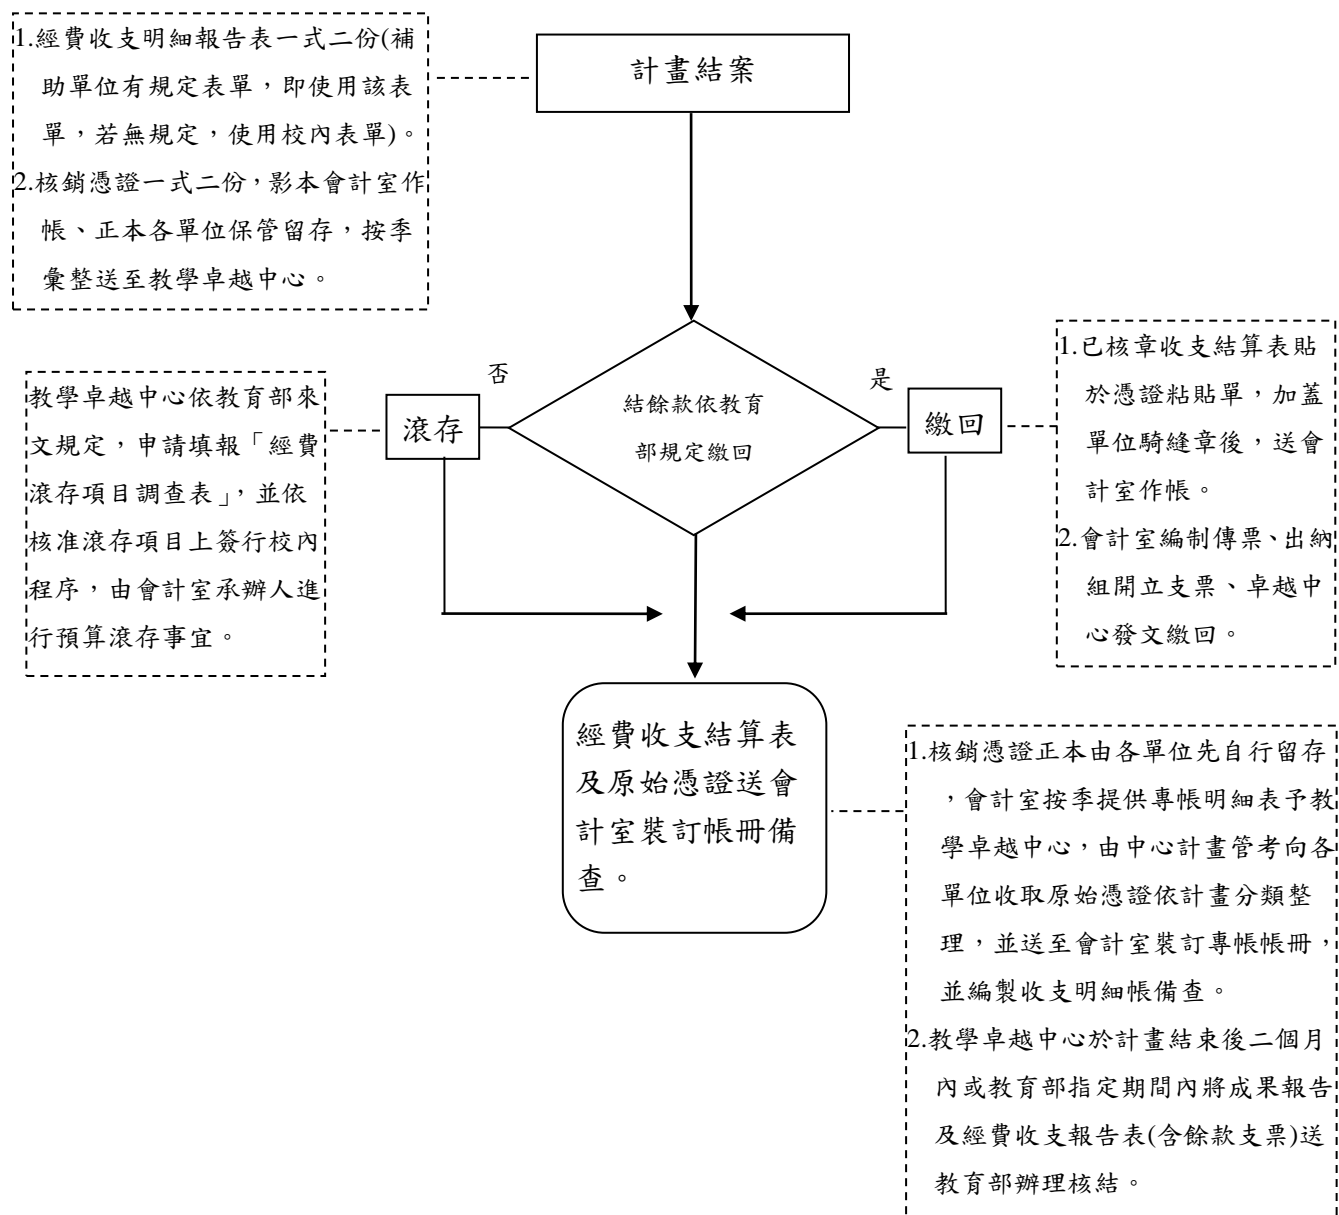 1.經費收支明細報告表一式二份(補
助單位有規定表單，即使用該表
單，若無規定，使用校內表單)。
2.核銷憑證一式二份，影本會計室作
帳、正本各單位保管留存，按季
彙整送至教學卓越中心。
計畫結案
結餘款依教育
部規定繳回
否
滾存
教學卓越中心依教育部來
文規定，申請填報「經費
滾存項目調查表」，並依
核准滾存項目上簽行校內
程序，由會計室承辦人進
行預算滾存事宜。
是
繳回
1.已核章收支結算表貼
於憑證粘貼單，加蓋
單位騎縫章後，送會
計室作帳。
2.會計室編制傳票、出納
組開立支票、卓越中
心發文繳回。
經費收支結算表
及原始憑證送會
計室裝訂帳冊備
查。
1.核銷憑證正本由各單位先自行留存
，會計室按季提供專帳明細表予教
學卓越中心，由中心計畫管考向各
單位收取原始憑證依計畫分類整
理，並送至會計室裝訂專帳帳冊，
並編製收支明細帳備查。
2.教學卓越中心於計畫結束後二個月
內或教育部指定期間內將成果報告
及經費收支報告表(含餘款支票)送
教育部辦理核結。